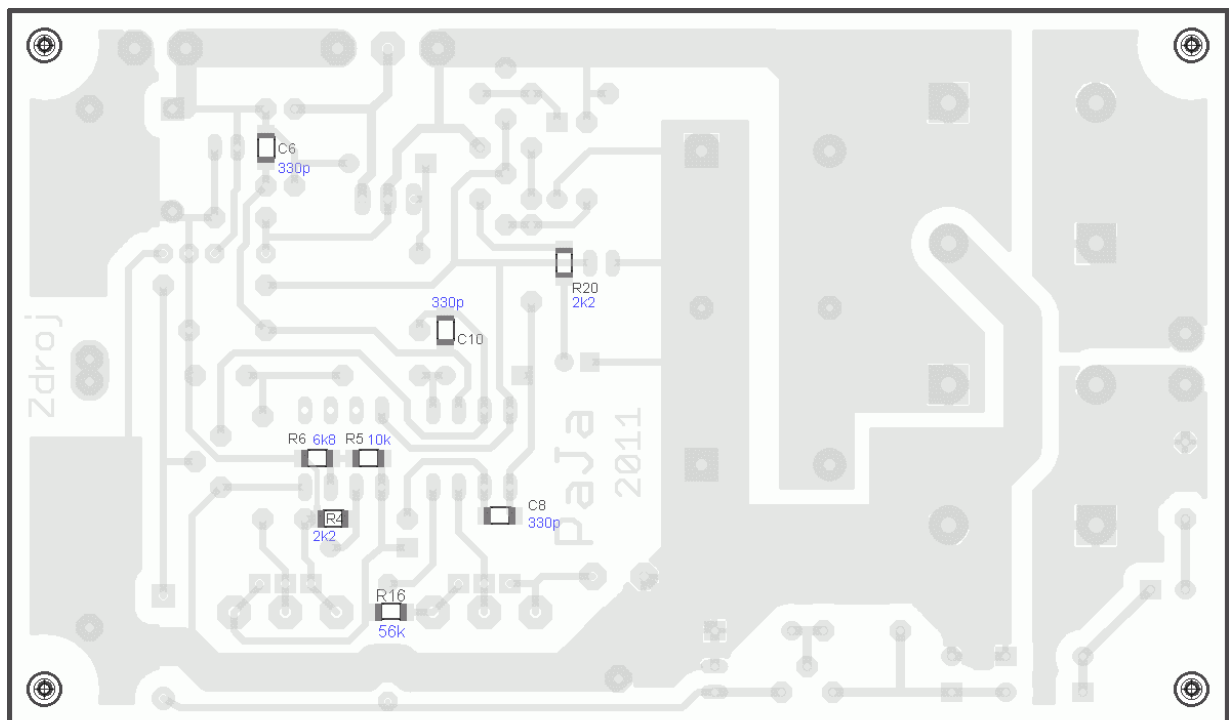 C6
330p
R20
2k2
330p
C10
Zdroj
R6 6k8 R5 10k
PaJa
2011
R4
2k2
C8
330p
R16
56k